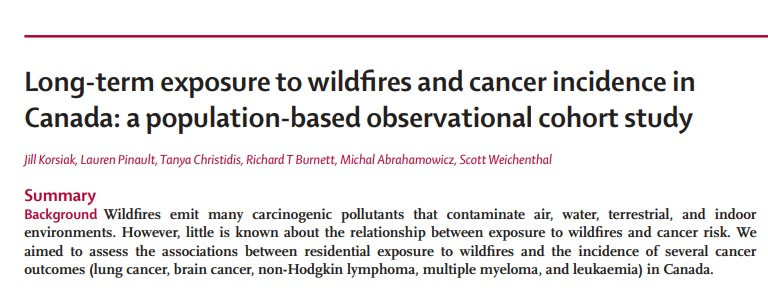 Long-term exposure to wildfires and cancer incidence in
Canada: a population-based observational cohort study
Jill Korsiak, Lauren Pinault, Tanya Christidis, Richard T Burnett, Michal Abrahamowicz, Scott Weichenthal
Summary
Background Wildfires emit many carcinogenic pollutants that contaminate air, water, terrestrial, and indoor
environments. However, little is known about the relationship between exposure to wildfires and cancer risk. We
aimed to assess the associations between residential exposure to wildfires and the incidence of several cancer
outcomes (lung cancer, brain cancer, non-Hodgkin lymphoma, multiple myeloma, and leukaemia) in Canada.